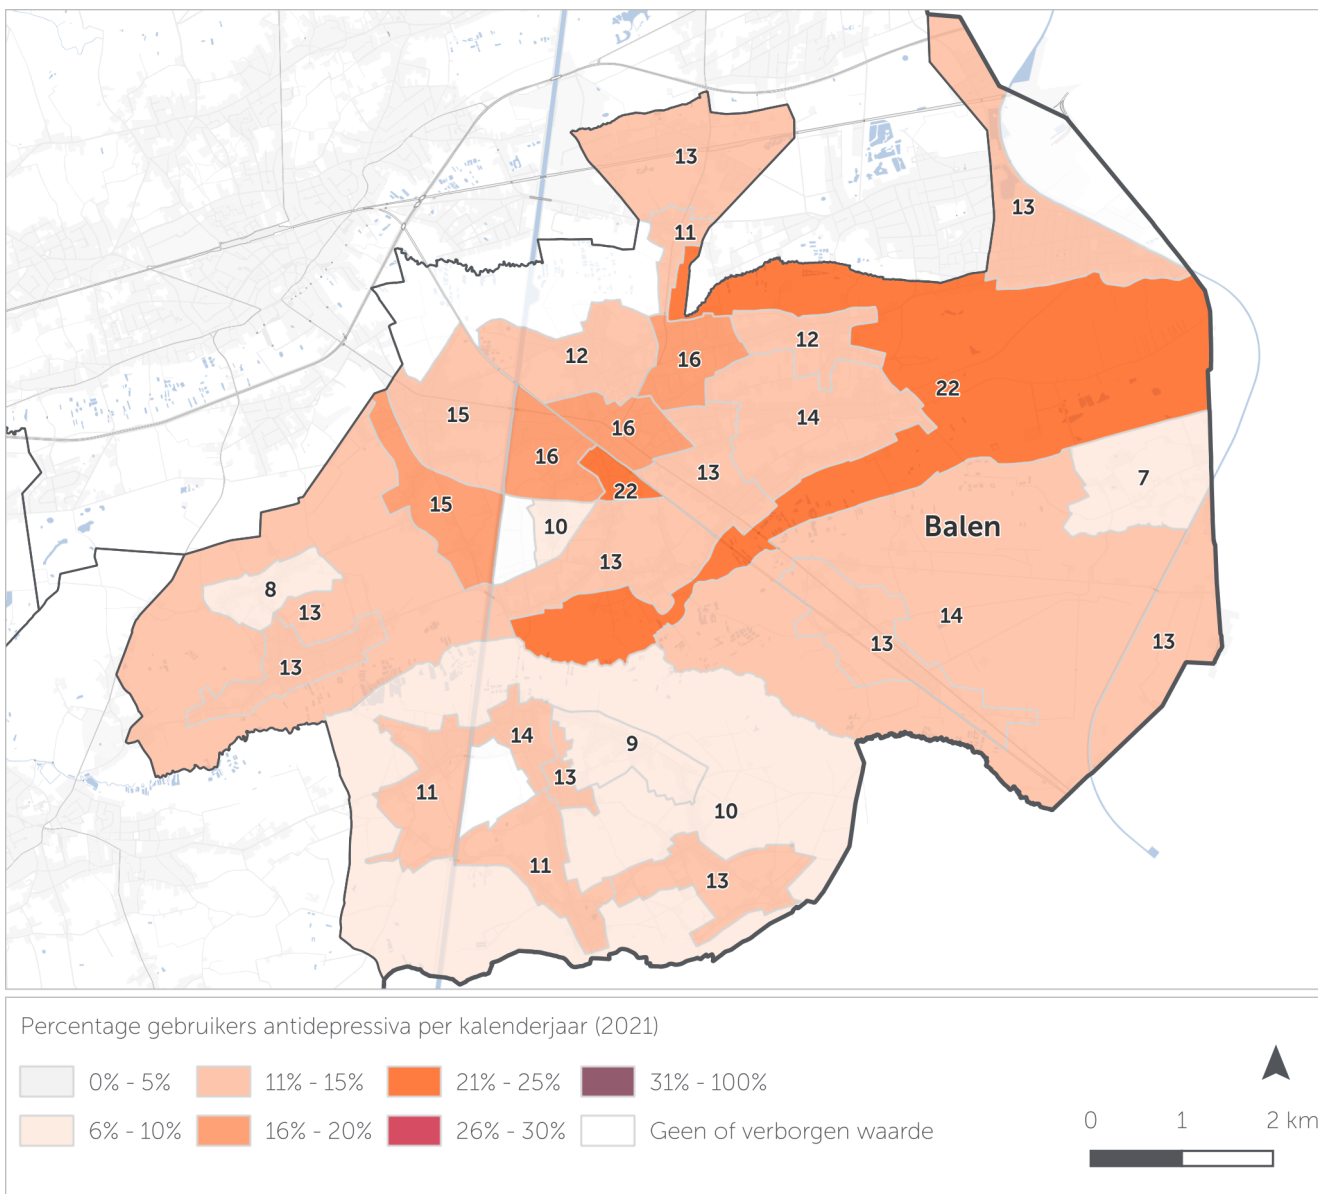 13
13
11
12
12
16
22
15
14
16
16
13
7
22
15
10
Balen
13
8
13
14
13
13
13
14
9
13
11
10
11
13
Percentage gebruikers antidepressiva per kalenderjaar (2021)
0% - 5%
11% - 15%
21% - 25%
31% - 100%
6% - 10%
16% - 20%
26% - 30%
Geen of verborgen waarde
0 1 2 km